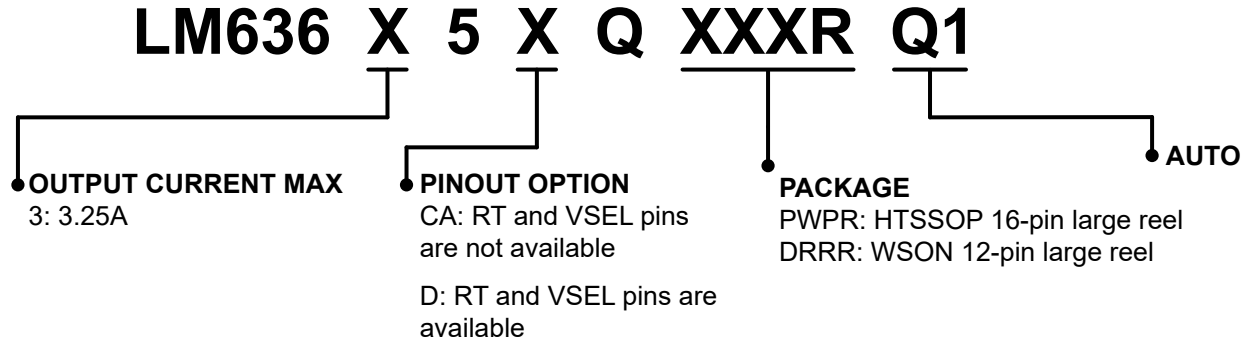 LM636 X 5 X Q XXXR Q1
OUTPUT CURRENT MAX
3: 3.25A
PINOUT OPTION
CA: RT and VSEL pins
are not available
D: RT and VSEL pins are
available
PACKAGE
PWPR: HTSSOP 16-pin large reel
DRRR: WSON 12-pin large reel
AUTO